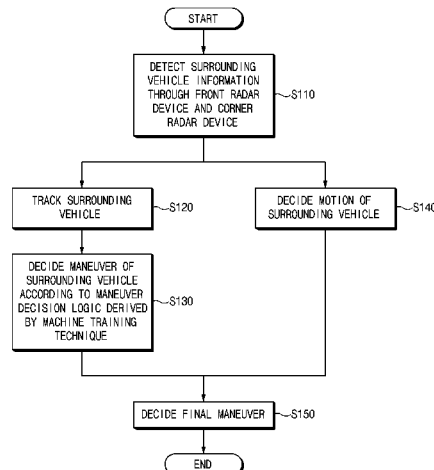 START
DETECT SURROUNDING
VEHICLE INFORMATION
THROUGH FRONT RADAR
DEVICE AND CORNER
RADAR DEVICE
S110
TRACK SURROUNDING
VEHICLE
S120
DECIDE MOTION OF
SURROUNDING VEHICLE
S140
DECIDE MANEUVER OF
SURROUNDING VEHICLE
ACCORDING TO MANEUVER
DECISION LOGIC DERIVED
BY MACHINE TRAINING
TECHNIQUE
S130
DECIDE FINAL MANEUVER
S150
END